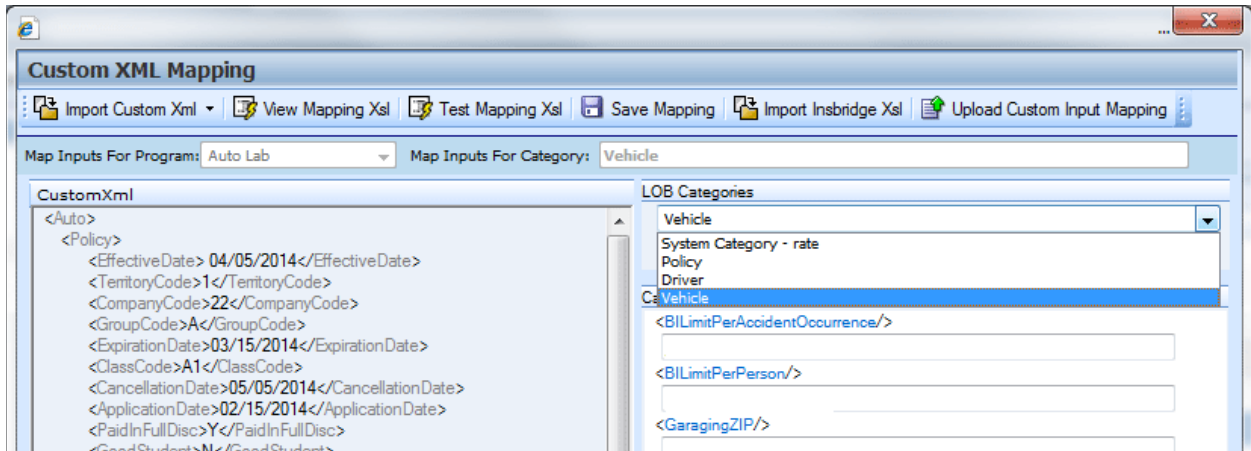 ...
X
Custom XML Mapping
Import Custom Xml View Mapping Xsl Test Mapping Xsl Save Mapping Import Insbridge Xsl Upload Custom Input Mapping
Map Inputs For Program: Auto Lab Map Inputs For Category: Vehicle
CustomXml
<Auto>
<Policy>
<EffectiveDate> 04/05/2014</EffectiveDate>
<TerritoryCode>1</TerritoryCode>
<CompanyCode>22</CompanyCode>
<GroupCode>A</GroupCode>
<ExpirationDate>03/15/2014</ExpirationDate>
<ClassCode>A1</ClassCode>
<CancellationDate>05/05/2014</CancellationDate>
<ApplicationDate>02/15/2014</ApplicationDate>
<PaidInFullDisc>Y</PaidInFullDisc>
<GoodStudent>N</GoodStudent>
LOB Categories
Vehicle
System Category - rate
Policy
Driver
Vehicle
Ca
<BILimitPerAccidentOccurrence/>
<BILimitPerPerson/>
<GaragingZIP/>